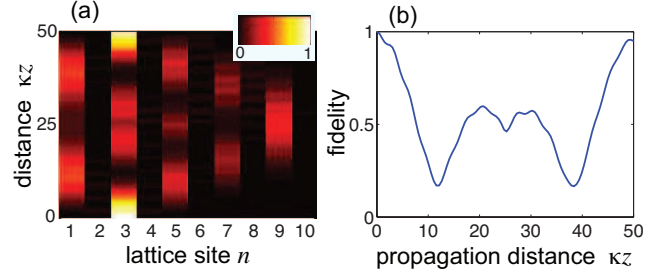 (a)
50
25
0
distance κz
0 1
1 2 3 4 5 6 7 8 9 10
lattice site n
(b)
1
0.5
0
fidelity
0 10 20 30 40 50
propagation distance κz